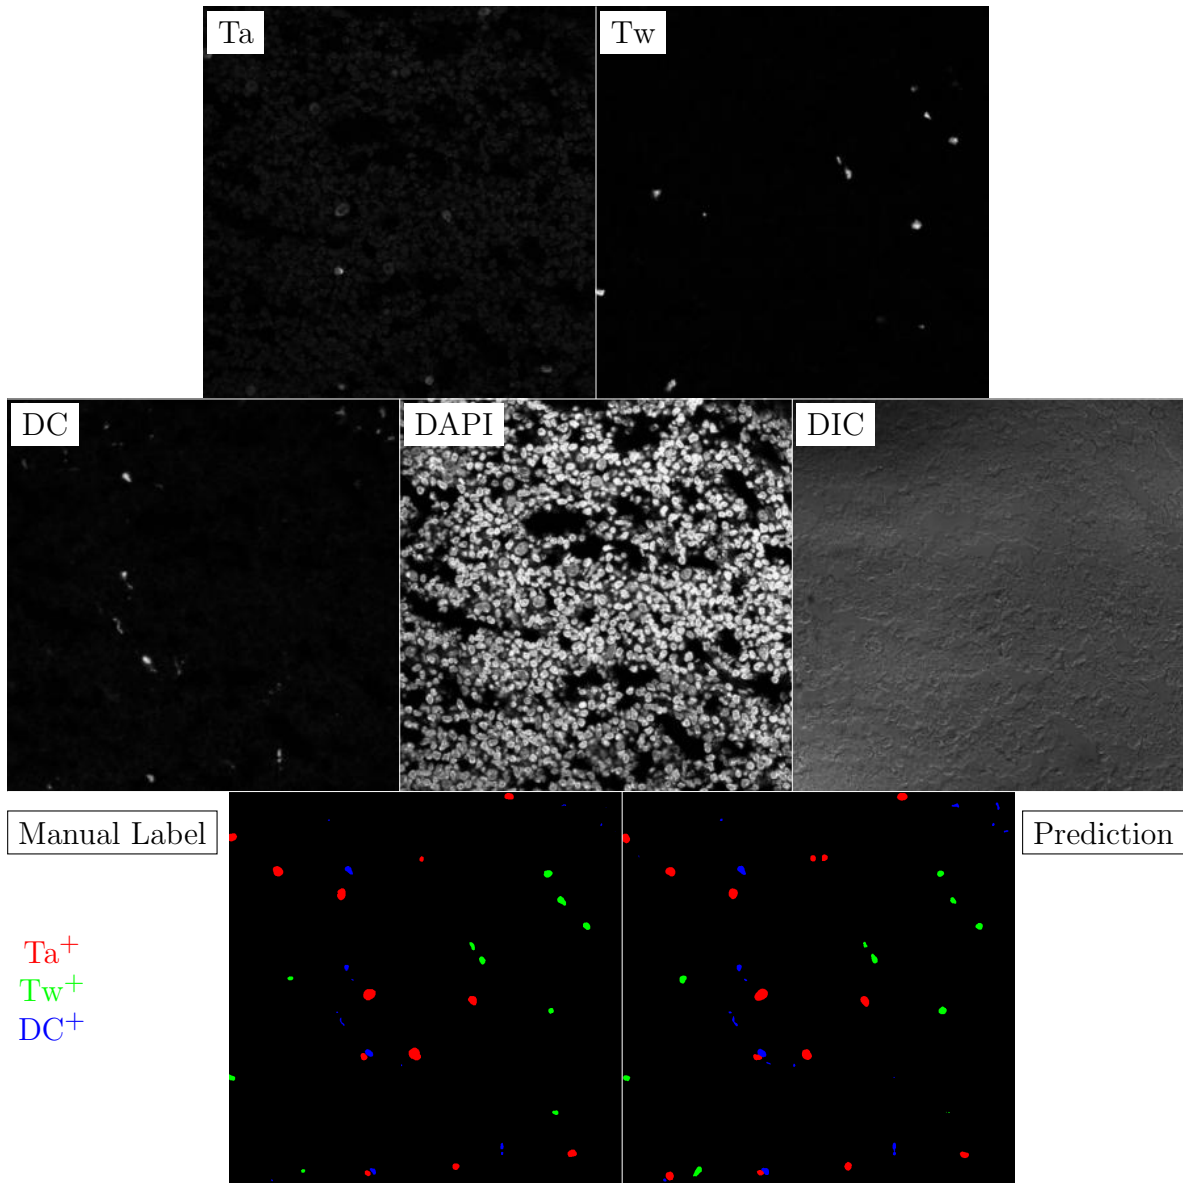 Ta
Tw
DC
DAPI
DIC
Manual Label
Prediction
Ta+
Tw+
DC+